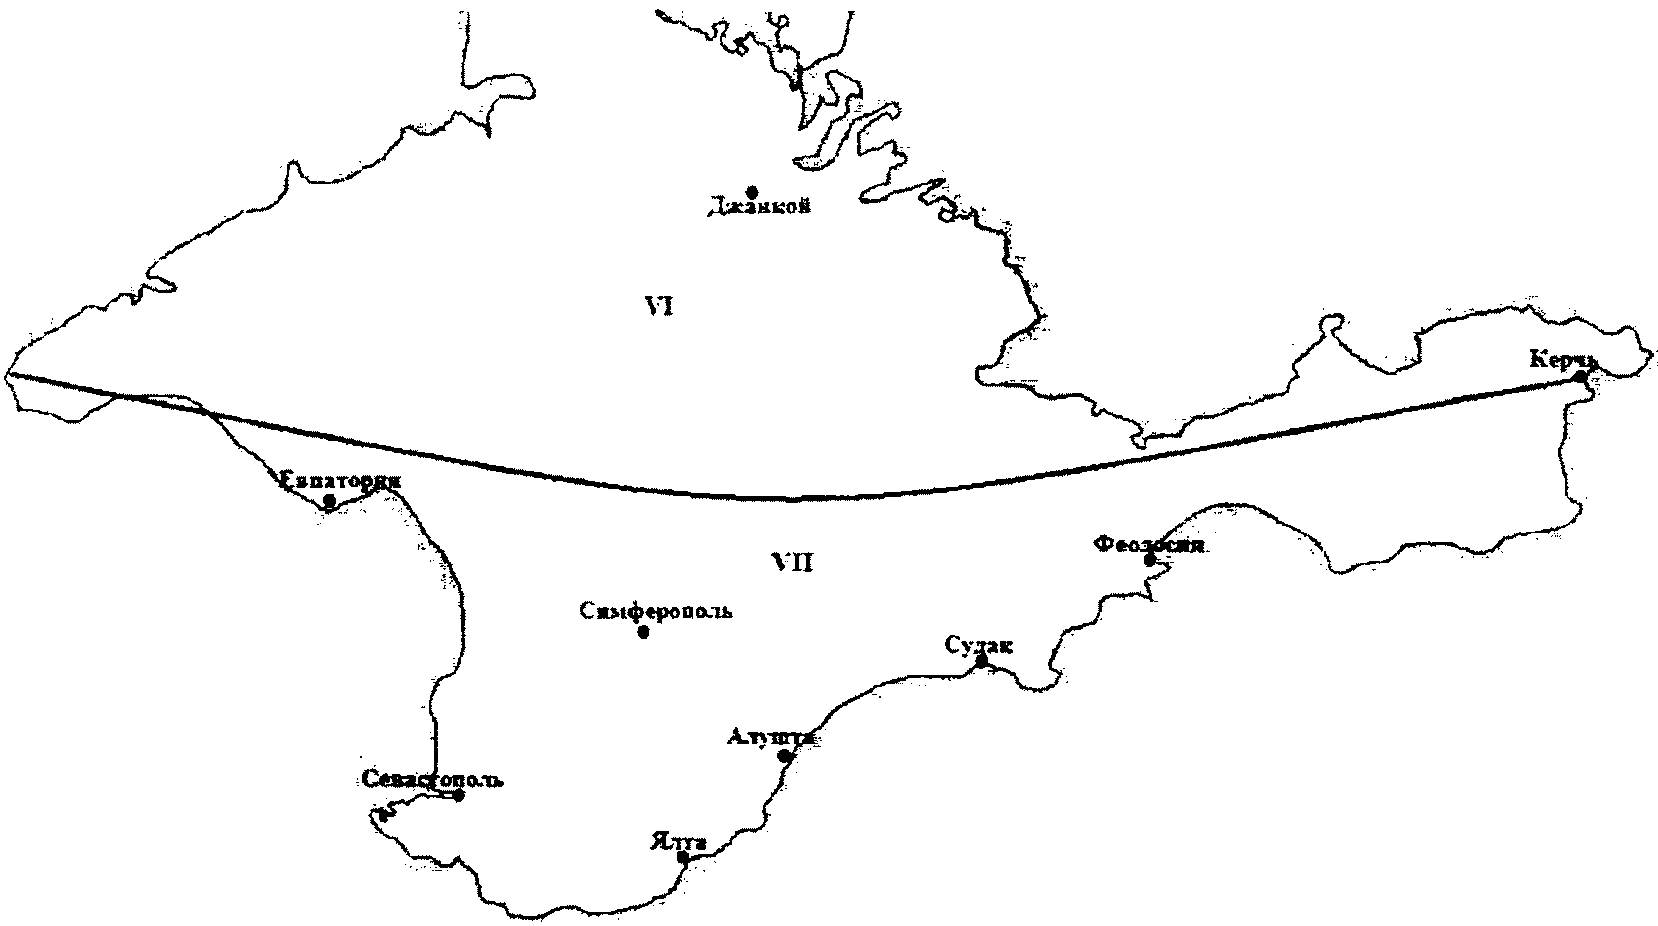 Джанкой
VI
Керчь
Евпатория
Феодосия
VII
Симферополь
Судак
Алушта
Севастополь
Ялта